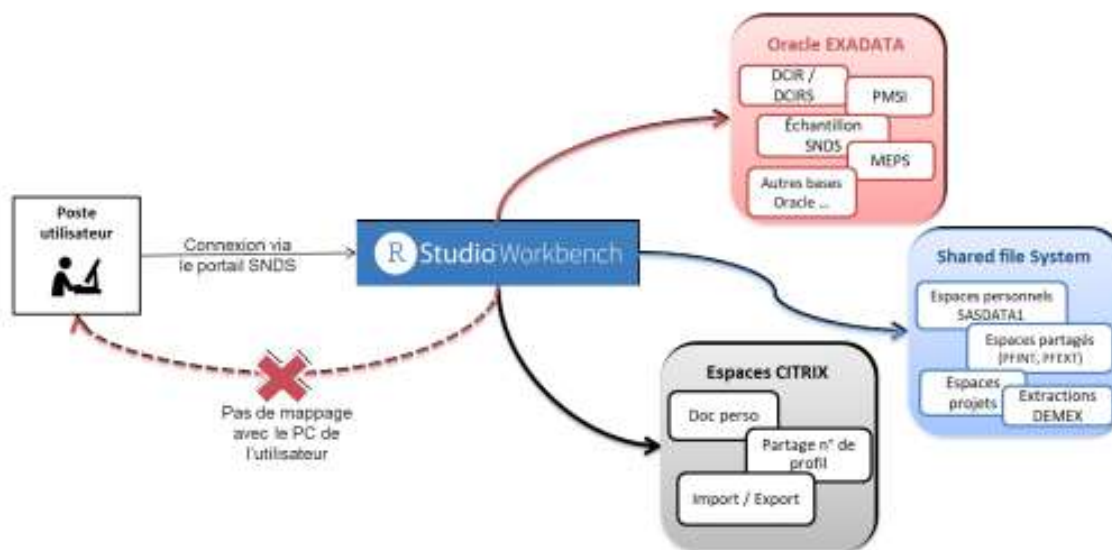 Poste
utilisateur
Connexion via
le portail SNDS
R Studio Workbench
Pas de mappage
avec le PC de
l'utilisateur
Oracle EXADATA
DCIR /
DCIRS
PMSI
Échantillon
SNDS
MEPS
Autres bases
Oracle ...
Shared file System
Espaces personnels
SASDATA1
Espaces partagés
(PFINT, PFEXT)
Espaces
projets
Extractions
DEMEX
Espaces CITRIX
Doc perso
Partage n° de
profil
Import / Export